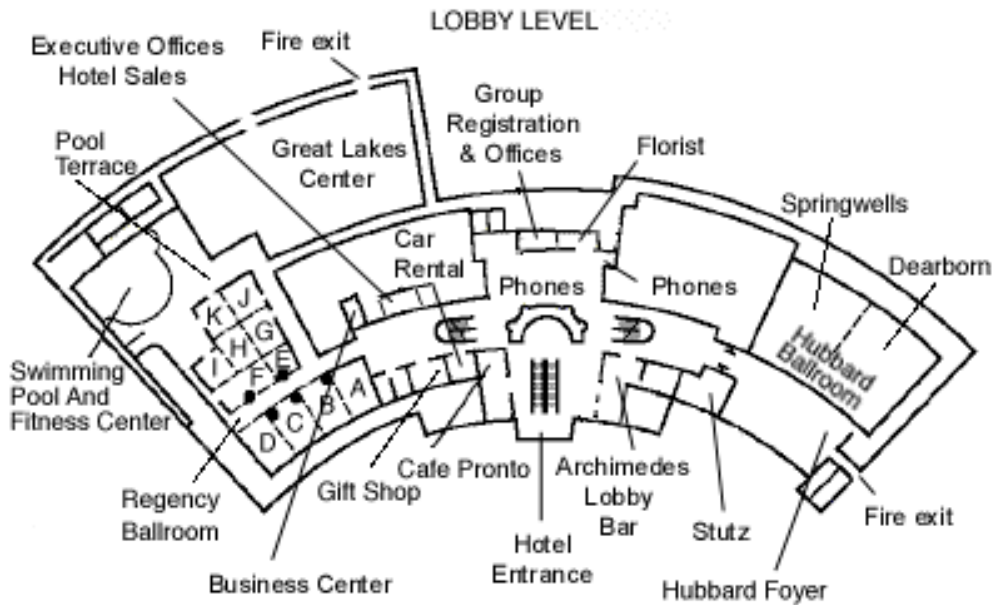 LOBBY LEVEL
Executive Offices
Hotel Sales
Fire exit
Group
Registration
& Offices
Florist
Pool
Terrace
Great Lakes
Center
Springwells
Dearborn
Car
Rental
Phones
Phones
K
J
H
G
I
F
E
Hubbard
Ballroom
Swimming
Pool And
Fitness Center
D
C
B
A
Regency
Ballroom
Business Center
Gift Shop
Cafe Pronto
Hotel
Entrance
Archimedes
Lobby
Bar
Stutz
Hubbard Foyer
Fire exit